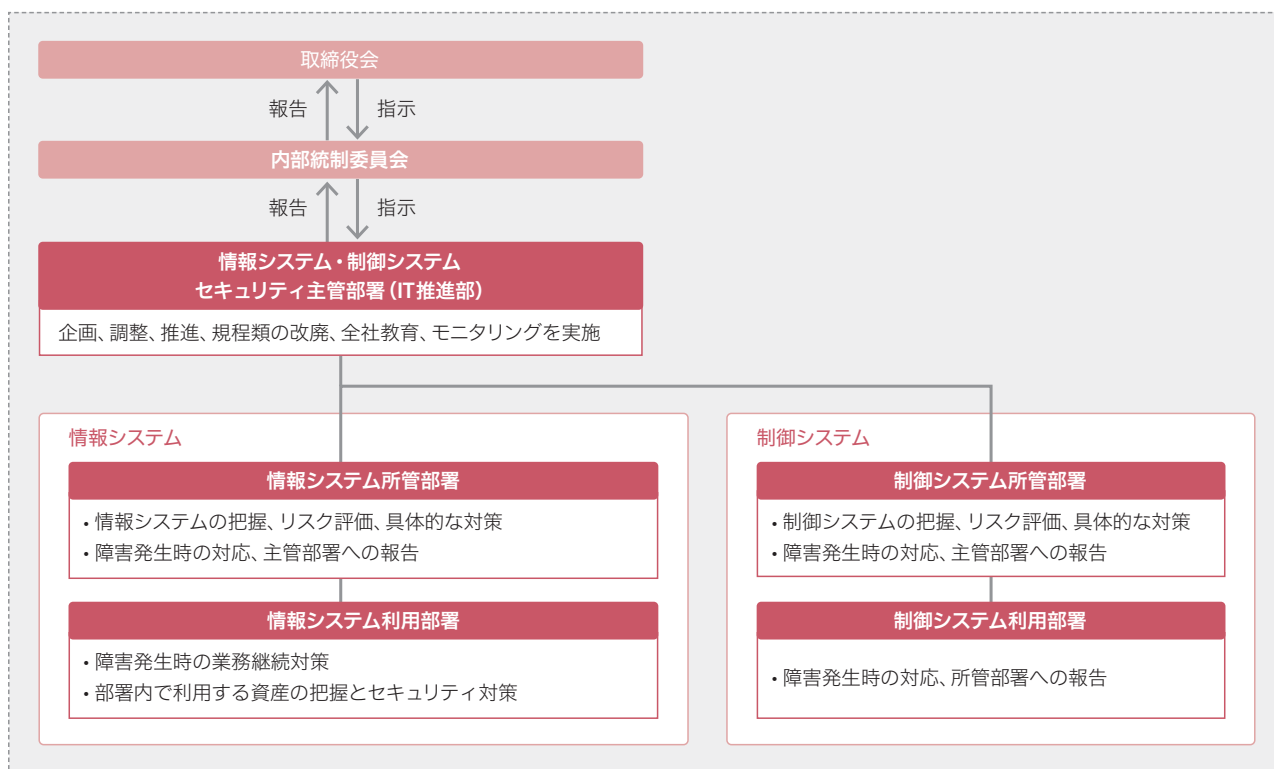 取締役会
報告
指示
内部統制委員会
報告
指示
情報システム・制御システム
セキュリティ主管部署（IT推進部）
企画、調整、推進、規程類の改廃、全社教育、モニタリングを実施
情報システム
情報システム所管部署
・情報システムの把握、リスク評価、具体的な対策
・障害発生時の対応、主管部署への報告
情報システム利用部署
・障害発生時の業務継続対策
・部署内で利用する資産の把握とセキュリティ対策
制御システム
制御システム所管部署
・制御システムの把握、リスク評価、具体的な対策
・障害発生時の対応、主管部署への報告
制御システム利用部署
・障害発生時の対応、所管部署への報告